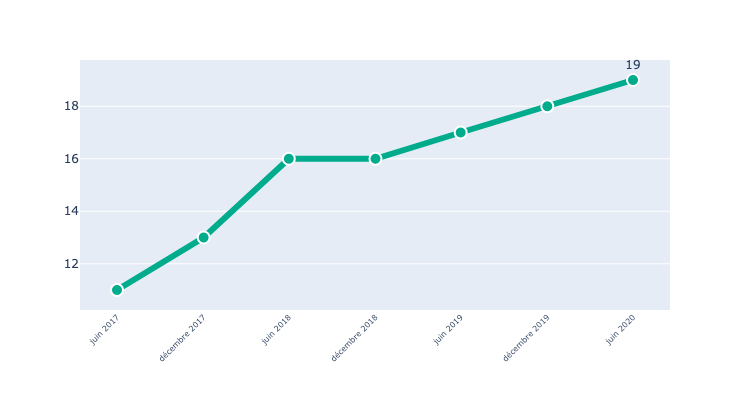 19
18
16
14
12
juin 2017
décembre 2017
juin 2018
décembre 2018
juin 2019
décembre 2019
juin 2020